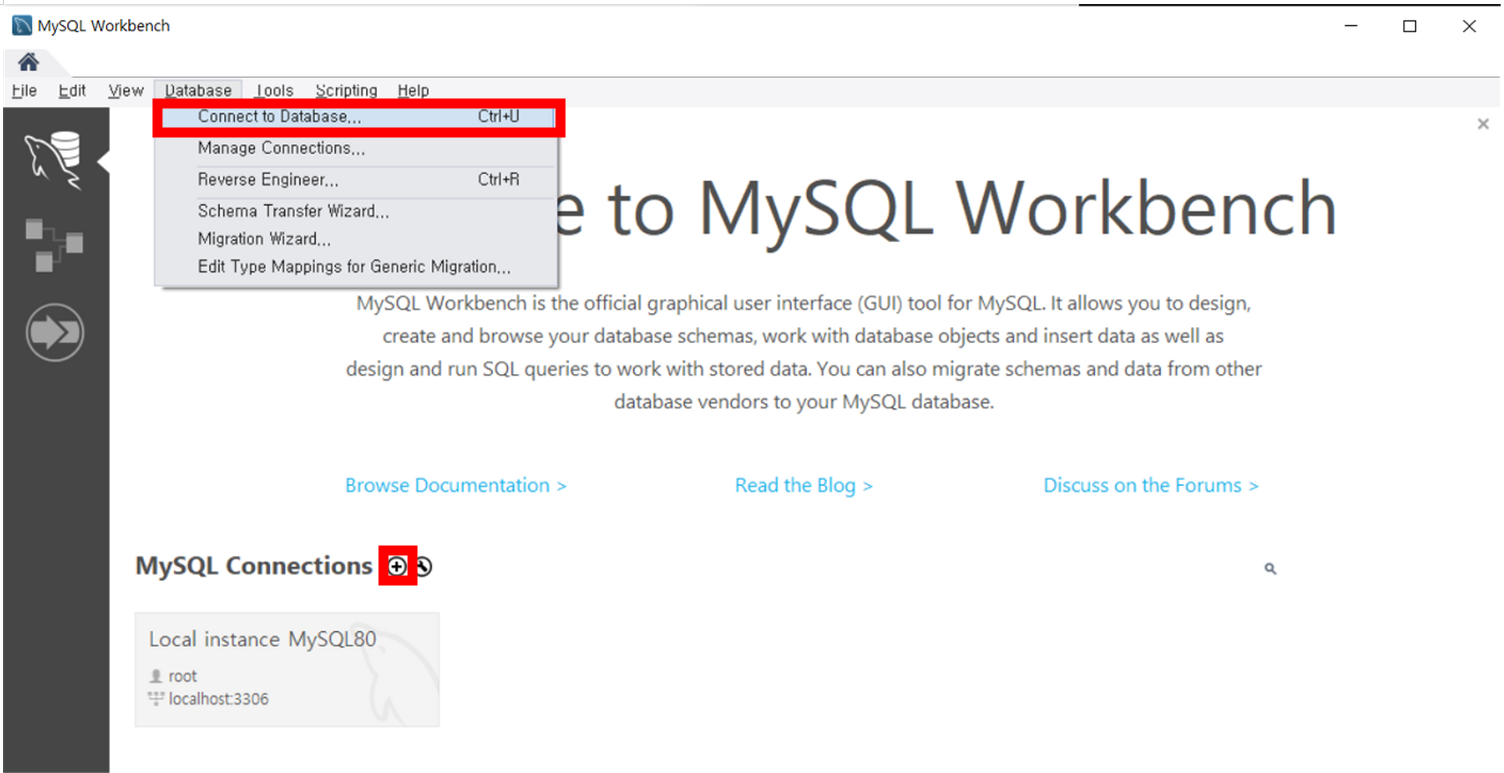 MySQL Workbench
File Edit View Database Tools Scripting Help
Connect to Database... Ctrl+U
Manage Connections...
Reverse Engineer... Ctrl+R
Schema Transfer Wizard...
Migration Wizard...
Edit Type Mappings for Generic Migration...
e to MySQL Workbench
MySQL Workbench is the official graphical user interface (GUI) tool for MySQL. It allows you to design,
create and browse your database schemas, work with database objects and insert data as well as
design and run SQL queries to work with stored data. You can also migrate schemas and data from other
database vendors to your MySQL database.
Browse Documentation > Read the Blog > Discuss on the Forums >
MySQL Connections
Local instance MySQL80
root
localhost:3306